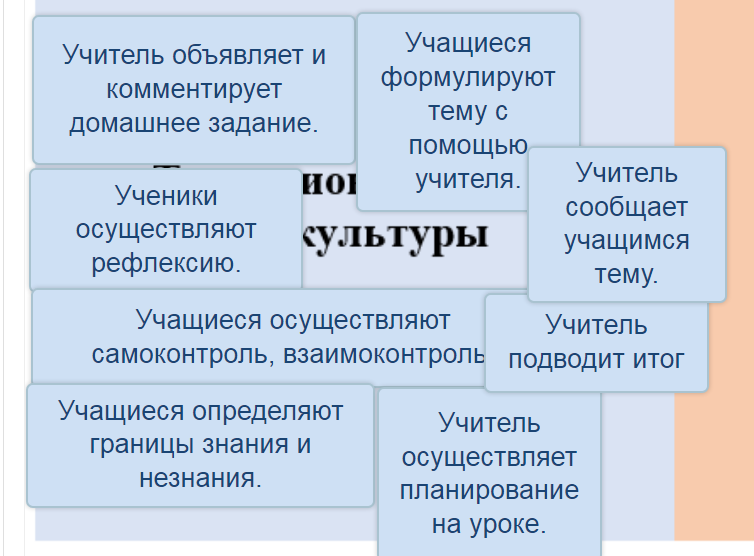 Учитель объявляет и
комментирует
домашнее задание.
Учащиеся
формулируют
тему с
помощью
учителя.
Ученики
осуществляют
рефлексию.
культуры
Учитель
сообщает
учащимся
тему.
Учащиеся осуществляют
самоконтроль, взаимоконтроль
Учитель
подводит итог
Учащиеся определяют
границы знания и
незнания.
Учитель
осуществляет
планирование
на уроке.